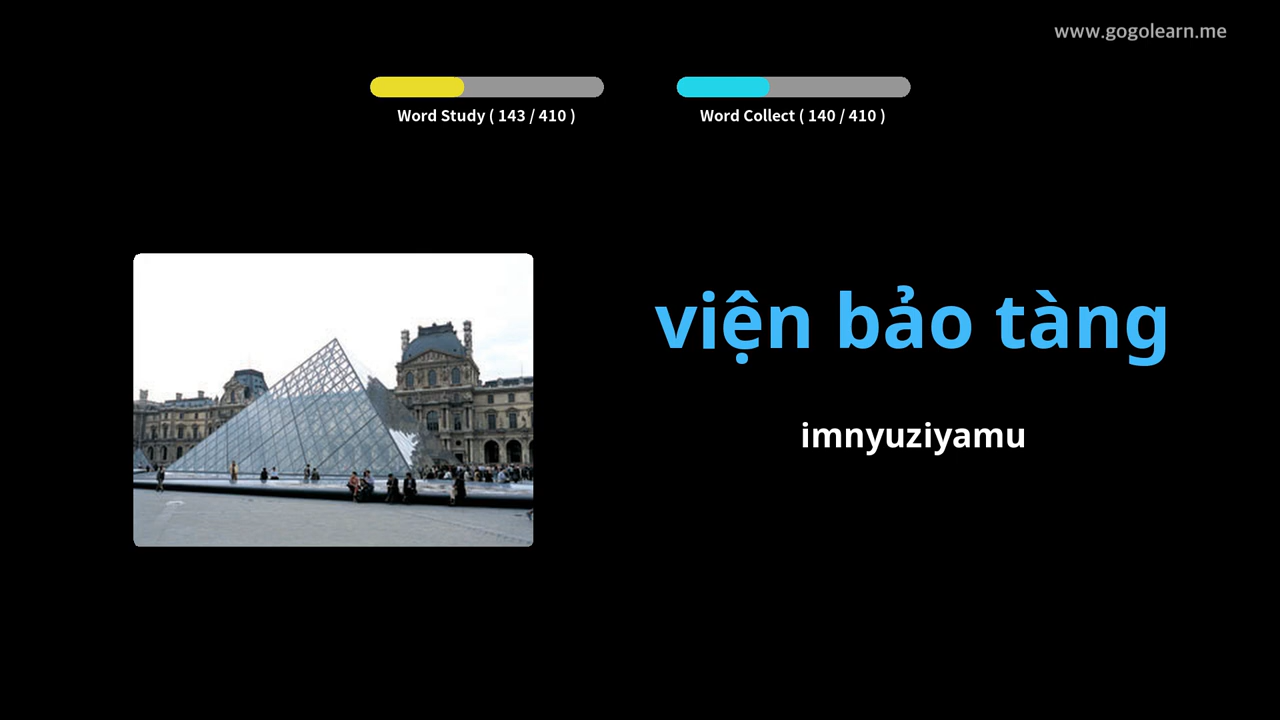 www.gogolearn.me
Word Study ( 143 / 410 )
Word Collect ( 140 / 410 )
viện bảo tàng
imnyuziyamu